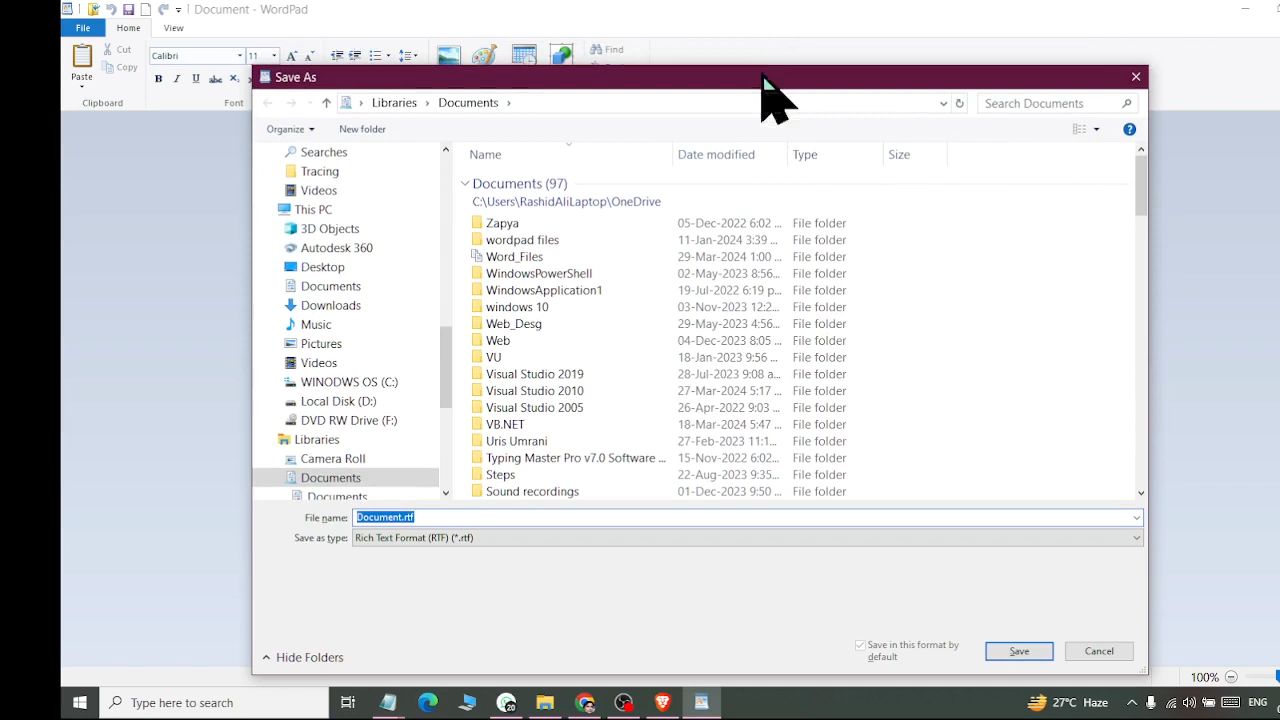 Document - WordPad
File Home View
Paste Cut
Copy
Clipboard
Calibri 11
B I U abc X₂
Font
Find
Save As
Libraries > Documents >
Search Documents
Organize New folder
Searches
Tracing
Videos
This PC
3D Objects
Autodesk 360
Desktop
Documents
Downloads
Music
Pictures
Videos
WINODWS OS (C:)
Local Disk (D:)
DVD RW Drive (F:)
Libraries
Camera Roll
Documents
Documents
Name Date modified Type Size
Documents (97)
C:\Users\RashidAliLaptop\OneDrive
Zapya 05-Dec-2022 6:02 ... File folder
wordpad files 11-Jan-2024 3:39 ... File folder
Word_Files 29-Mar-2024 1:00 ... File folder
WindowsPowerShell 02-May-2023 8:56... File folder
WindowsApplication1 19-Jul-2022 6:19 p... File folder
windows 10 03-Nov-2023 12:2... File folder
Web_Desg 29-May-2023 4:56... File folder
Web 04-Dec-2023 8:05 ... File folder
VU 18-Jan-2023 9:56 ... File folder
Visual Studio 2019 28-Jul-2023 9:08 a... File folder
Visual Studio 2010 27-Mar-2024 5:17 ... File folder
Visual Studio 2005 26-Apr-2022 9:03 ... File folder
VB.NET 18-Mar-2024 5:47 ... File folder
Uris Umrani 27-Feb-2023 11:1... File folder
Typing Master Pro v7.0 Software ... 15-Nov-2022 6:02... File folder
Steps 22-Aug-2023 9:35... File folder
Sound recordings 01-Dec-2023 9:50 ... File folder
File name: Document.rtf
Save as type: Rich Text Format (RTF) (*.rtf)
Save in this format by
default
Save Cancel
Hide Folders
100%
Type here to search
20
27°C Haze
ENG